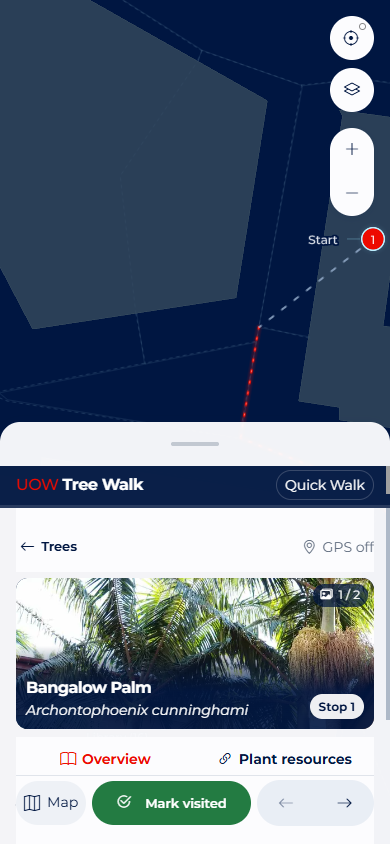 Start
1
UOW Tree Walk
Quick Walk
← Trees
GPS off
1 / 2
Bangalow Palm
Archontophoenix cunninghami
Stop 1
Overview
Plant resources
Map
Mark visited
← →